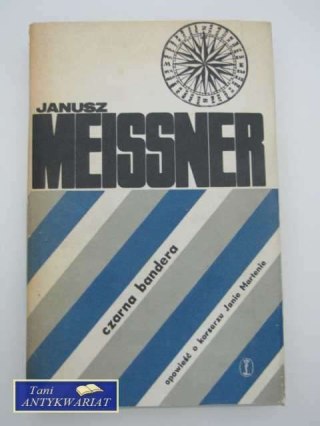 JANUSZ
MEISSNER
czarna bandera
opowieść o korsarzu Janie Martenie
Tani
ANTYKWARIAT